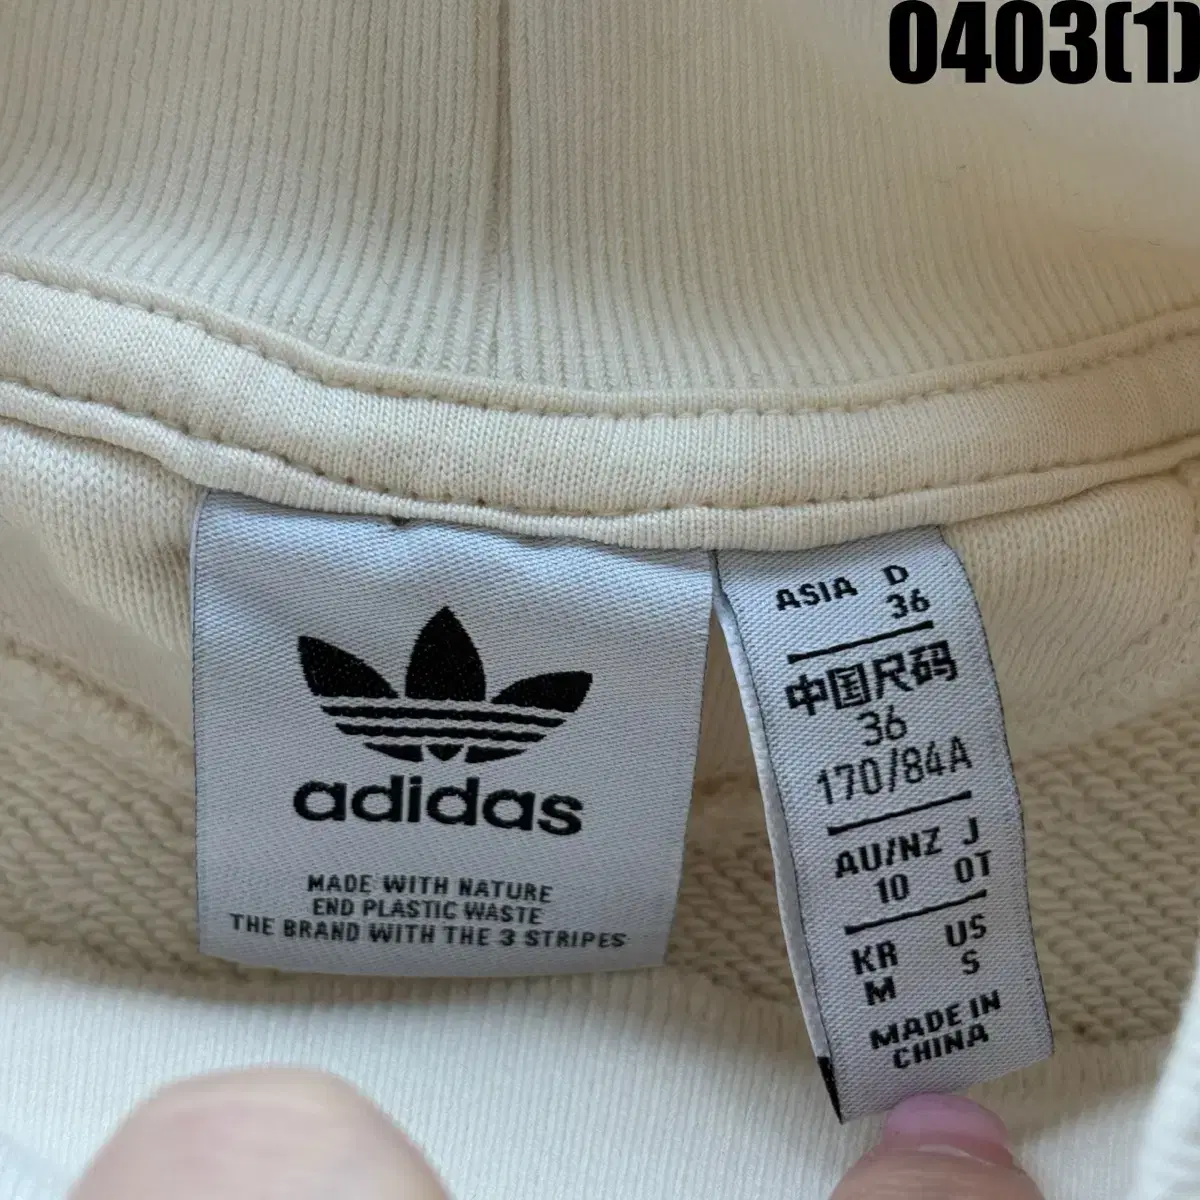 0403(1)
adidas
MADE WITH NATURE
END PLASTIC WASTE
THE BRAND WITH THE 3 STRIPES
ASIA D
36
中国尺码
36
170/84A
AU/NZ J
10 OT
KR US
M S
MADE IN
CHINA